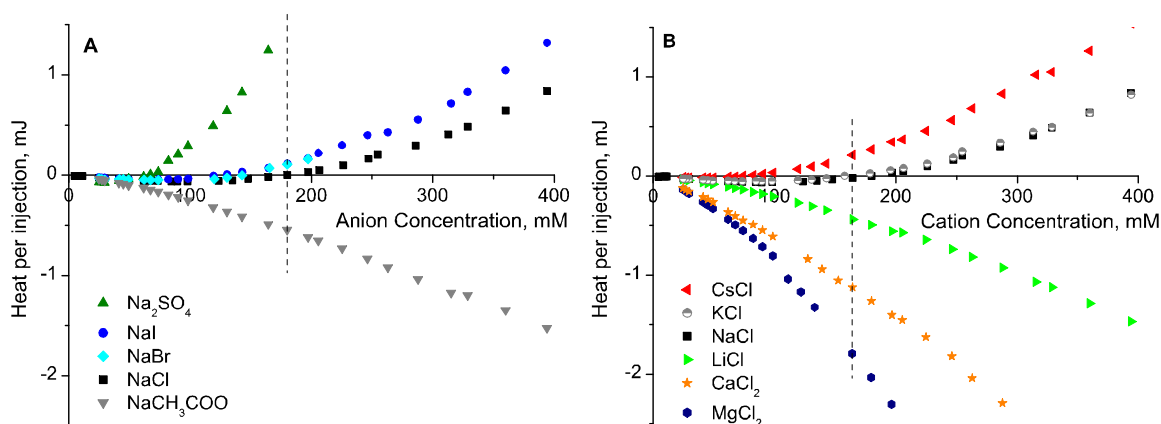 A
1
0
-1
-2
0
100
200
300
400
Heat per injection, mJ
Anion Concentration, mM
Na₂SO₄
NaI
NaBr
NaCl
NaCH₃COO
B
1
0
-1
-2
0
100
200
300
400
Heat per injection, mJ
Cation Concentration, mM
CsCl
KCl
NaCl
LiCl
CaCl₂
MgCl₂